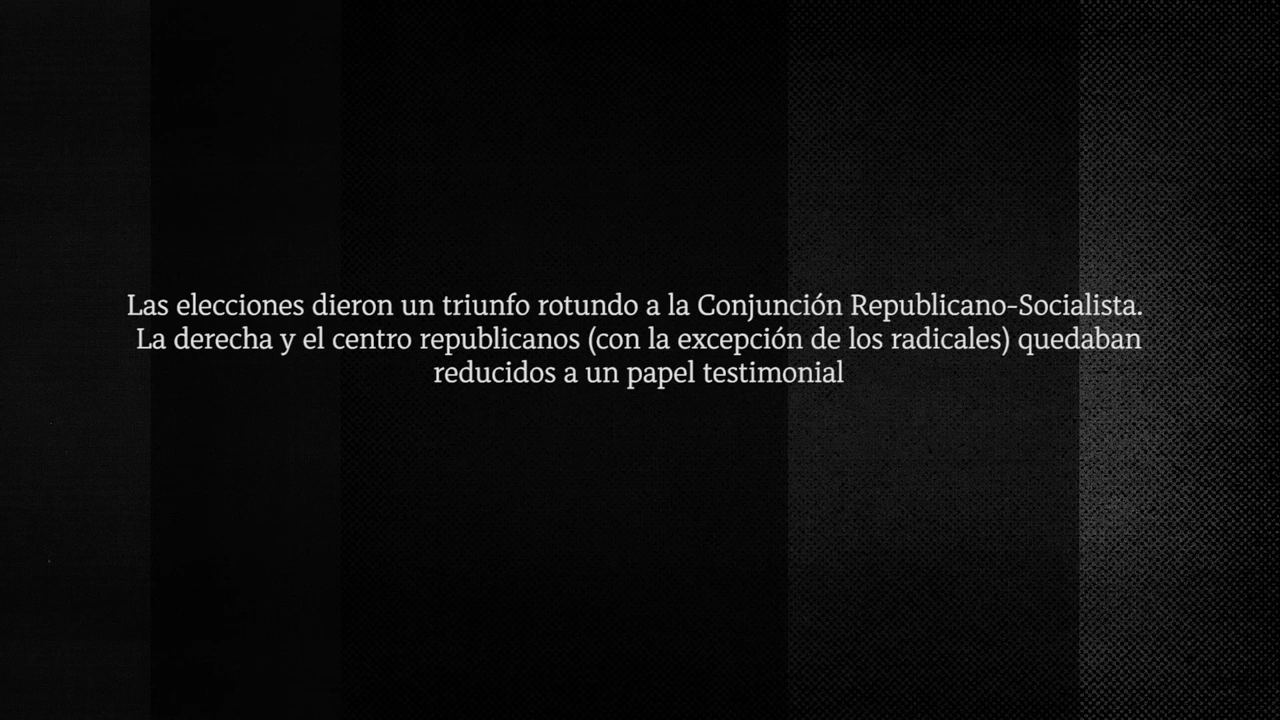 Las elecciones dieron un triunfo rotundo a la Conjunción Republicano-Socialista.
La derecha y el centro republicanos (con la excepción de los radicales) quedaban
reducidos a un papel testimonial